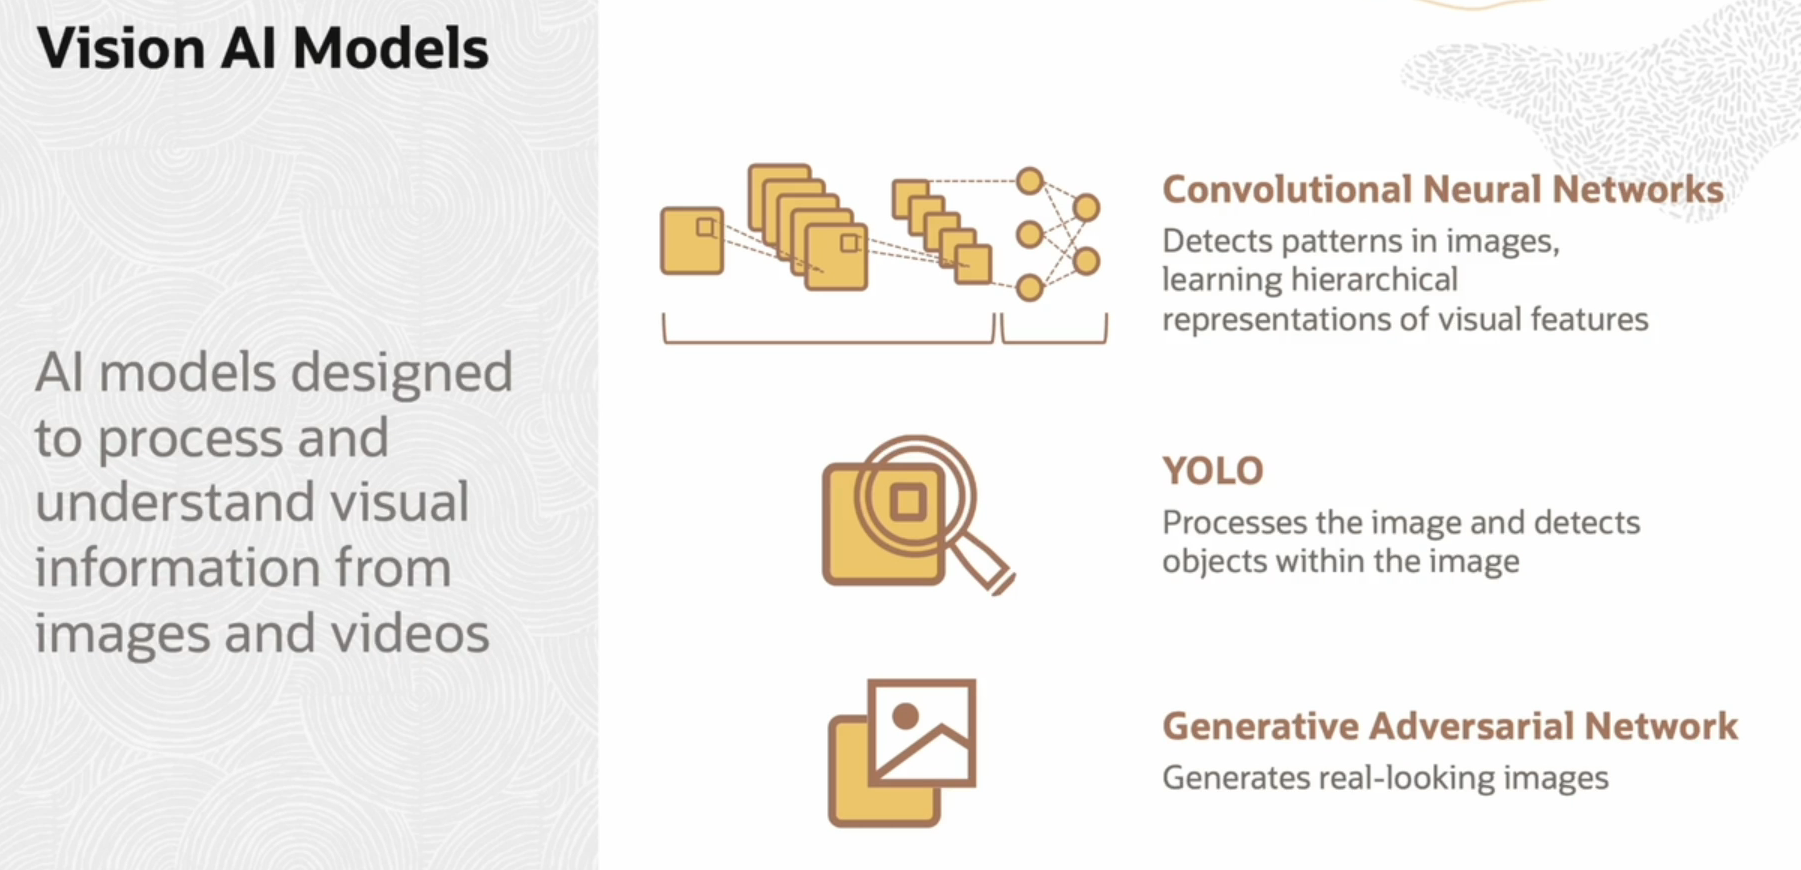 Vision AI Models
AI models designed
to process and
understand visual
information from
images and videos
Convolutional Neural Networks
Detects patterns in images,
learning hierarchical
representations of visual features
YOLO
Processes the image and detects
objects within the image
Generative Adversarial Network
Generates real-looking images